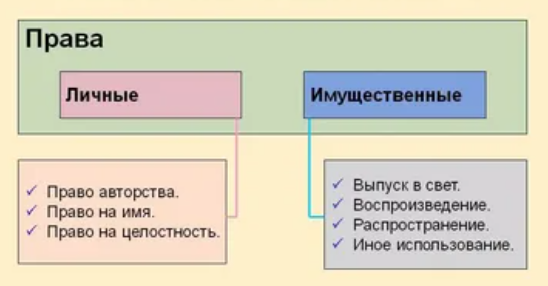 Права
Личные
Имущественные
Право авторства.
Право на имя.
Право на целостность.
Выпуск в свет.
Воспроизведение.
Распространение.
Иное использование.